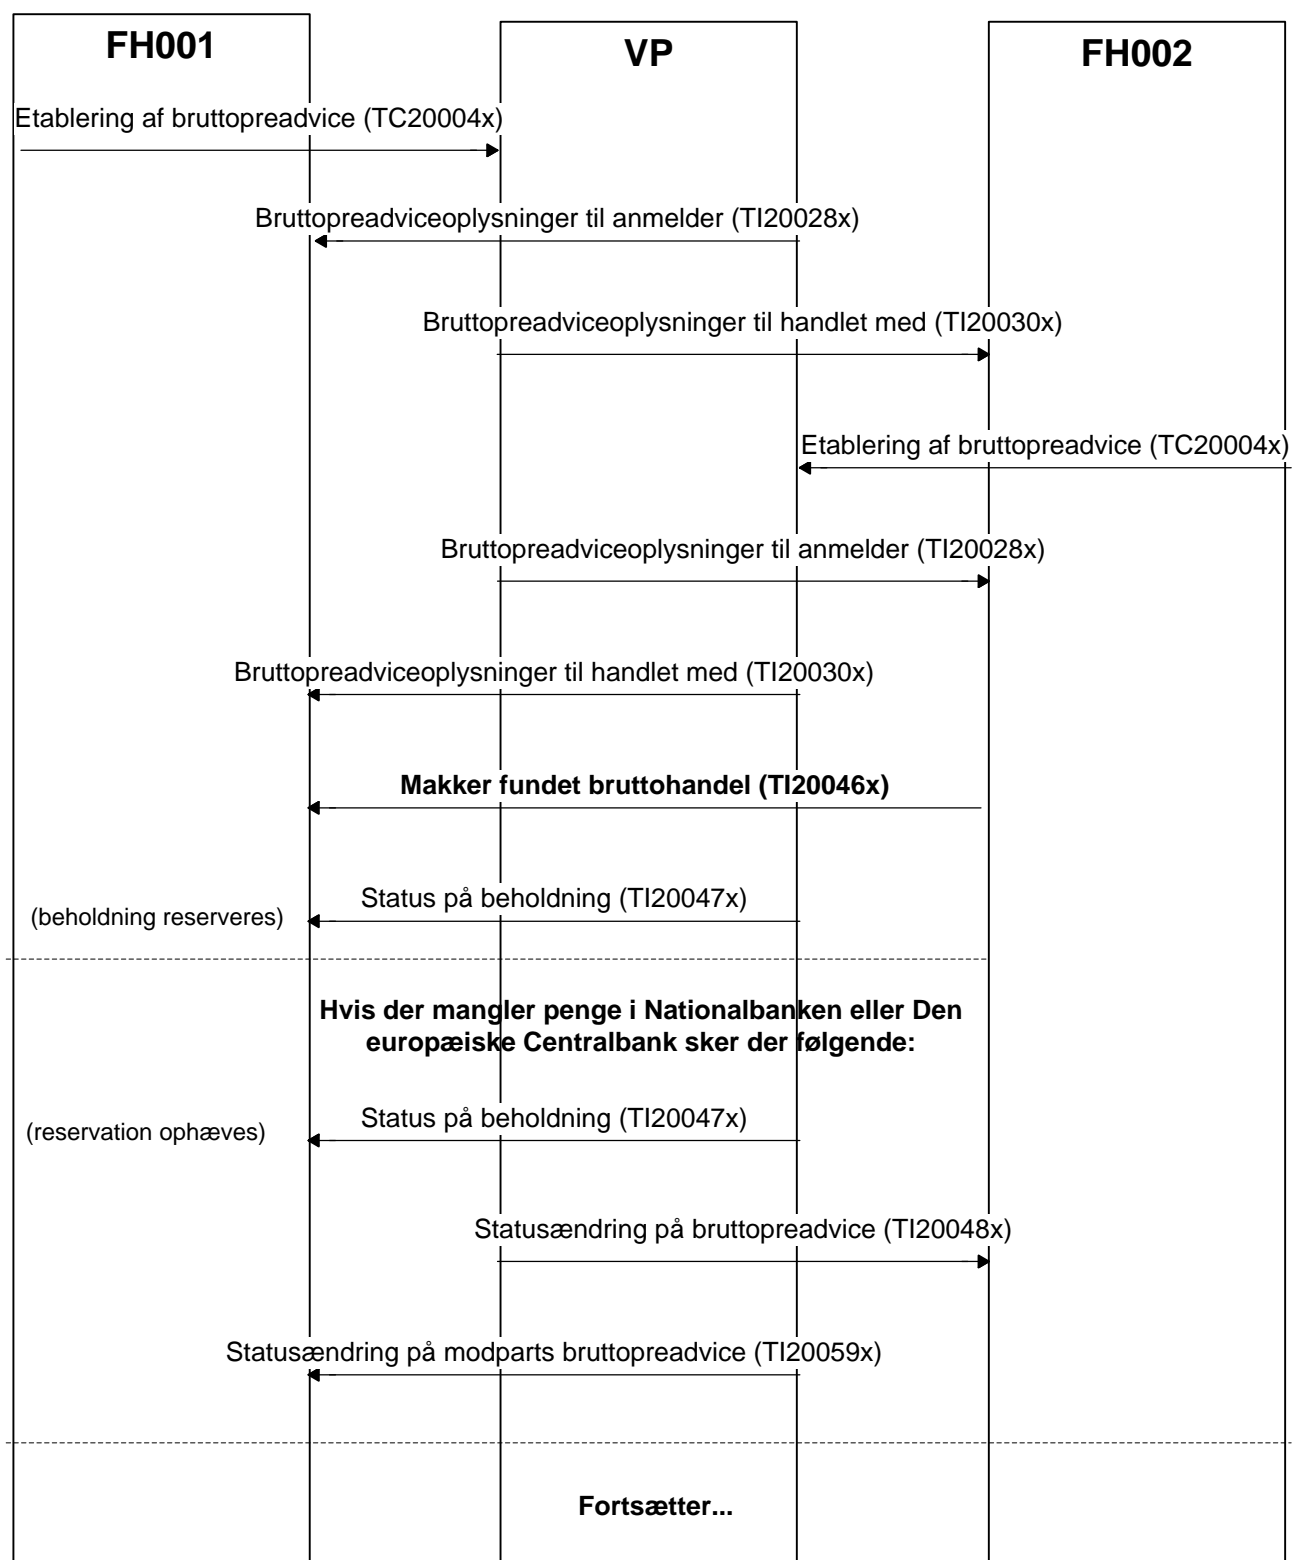 FH001
VP
FH002
Etablering af bruttopreadvice (TC20004x)
Bruttopreadviceoplysninger til anmelder (TI20028x)
Bruttopreadviceoplysninger til handlet med (TI20030x)
Etablering af bruttopreadvice (TC20004x)
Bruttopreadviceoplysninger til anmelder (TI20028x)
Bruttopreadviceoplysninger til handlet med (TI20030x)
Makker fundet bruttohandel (TI20046x)
Status på beholdning (TI20047x)
(beholdning reserveres)
Hvis der mangler penge i Nationalbanken eller Den
europæiske Centralbank sker der følgende:
Status på beholdning (TI20047x)
(reservation ophæves)
Statusændring på bruttopreadvice (TI20048x)
Statusændring på modparts bruttopreadvice (TI20059x)
Fortsætter...